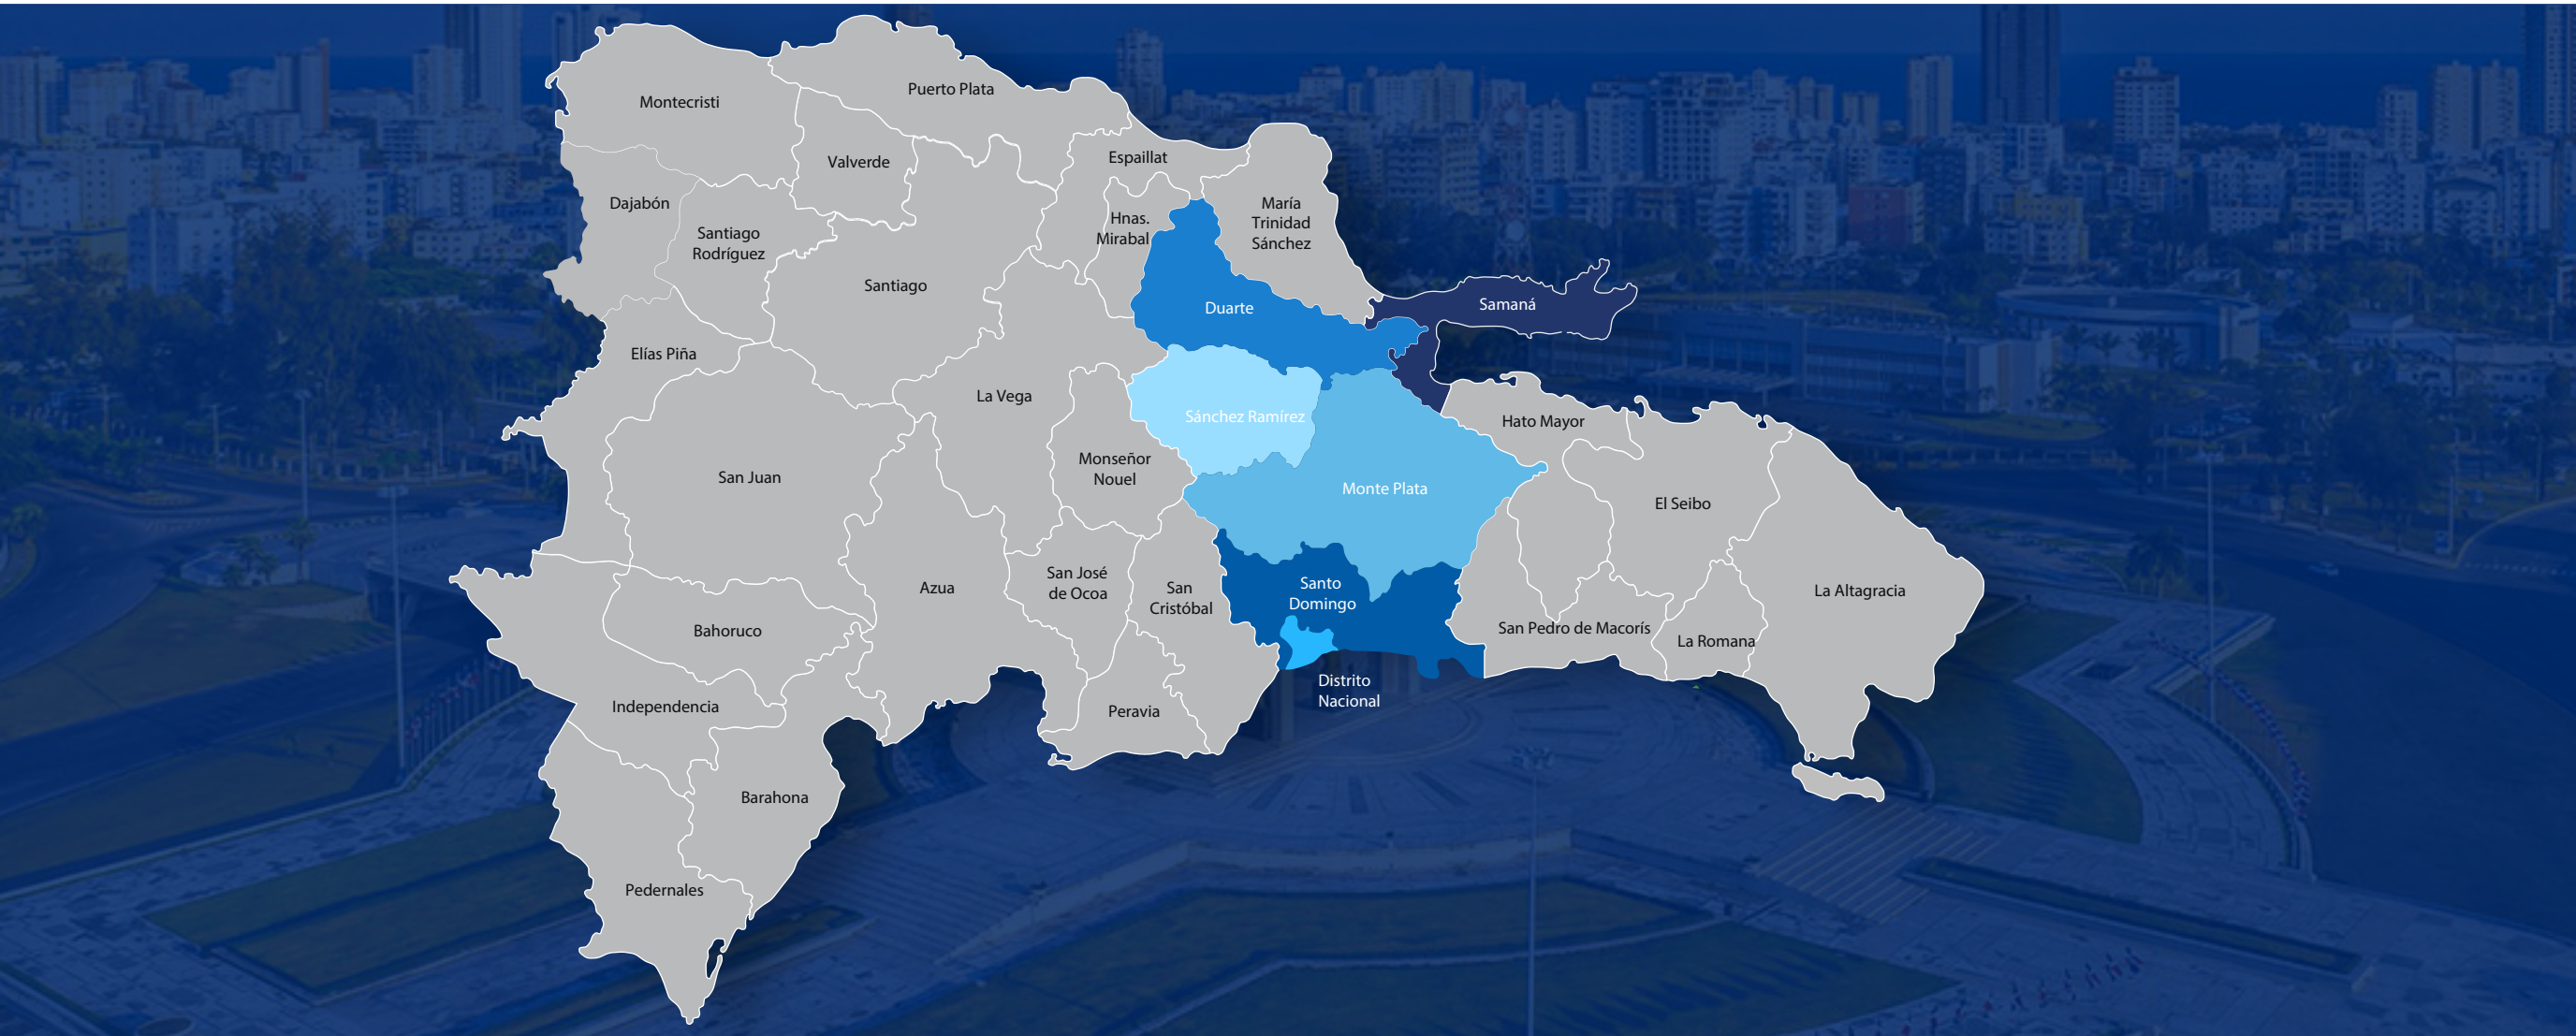 Puerto Plata
Montecristi
Valverde
Espaillat
Dajabón
Santiago
Rodríguez
Hnas.
Mirabal
María
Trinidad
Sánchez
Santiago
Duarte
Samaná
Elías Piña
La Vega
Sánchez Ramírez
Hato Mayor
San Juan
Monseñor
Nouel
Monte Plata
El Seibo
Azua
San José
de Ocoa
San
Cristóbal
Santo
Domingo
La Altagracia
Bahoruco
San Pedro de Macorís
La Romana
Independencia
Peravia
Distrito
Nacional
Barahona
Pedernales